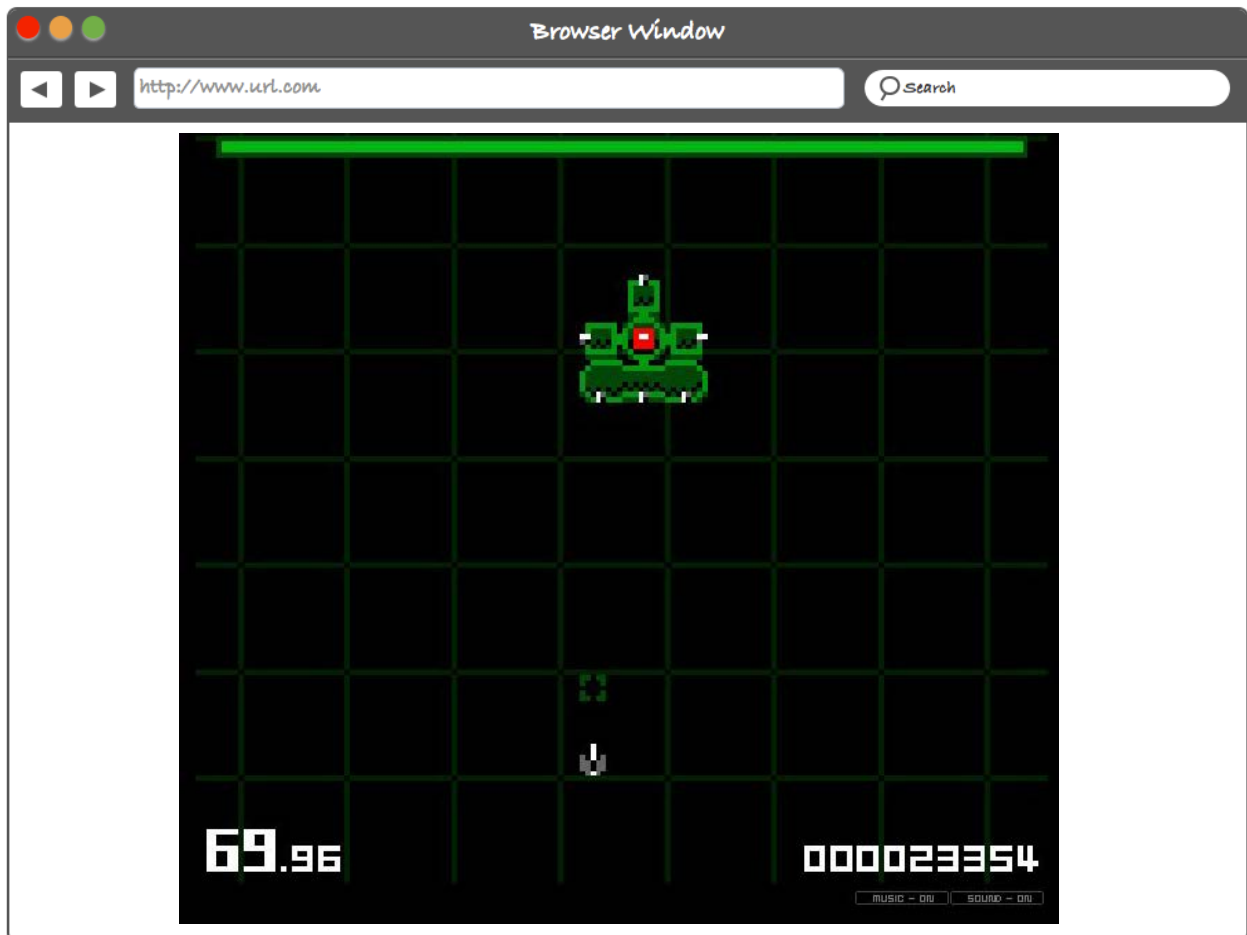 Browser Window
http://www.url.com
Search
69.96
000023354
MUSIC - ON
SOUND - ON